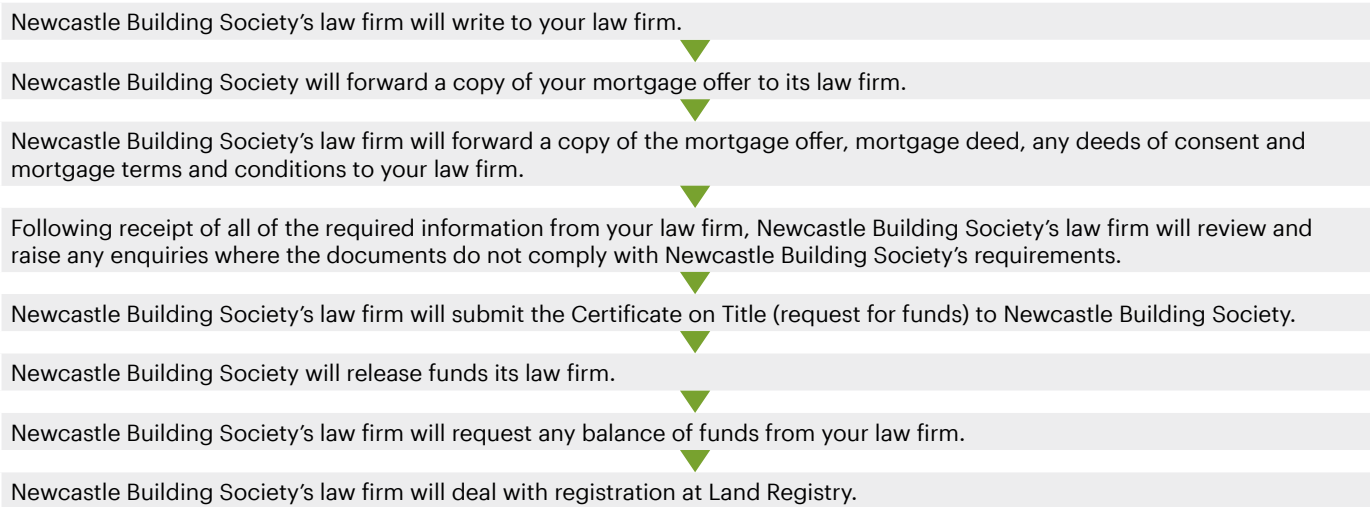 Newcastle Building Society’s law firm will write to your law firm.
Newcastle Building Society will forward a copy of your mortgage offer to its law firm.
Newcastle Building Society’s law firm will forward a copy of the mortgage offer, mortgage deed, any deeds of consent and
mortgage terms and conditions to your law firm.
Following receipt of all of the required information from your law firm, Newcastle Building Society’s law firm will review and
raise any enquiries where the documents do not comply with Newcastle Building Society’s requirements.
Newcastle Building Society’s law firm will submit the Certificate on Title (request for funds) to Newcastle Building Society.
Newcastle Building Society will release funds its law firm.
Newcastle Building Society’s law firm will request any balance of funds from your law firm.
Newcastle Building Society’s law firm will deal with registration at Land Registry.